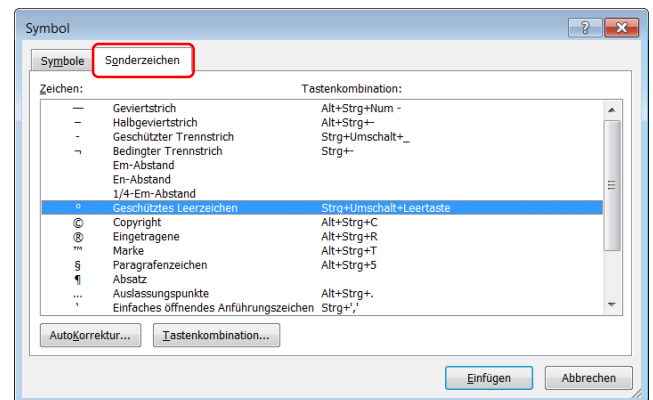 Symbol
Symbole Sonderzeichen
Zeichen: Tastenkombination:
— Geviertstrich Alt+Strg+Num -
– Halbgeviertstrich Alt+Strg+-
- Geschützter Trennstrich Strg+Umschalt+_
¬ Bedingter Trennstrich Strg+-
Em-Abstand
En-Abstand
1/4-Em-Abstand
° Geschütztes Leerzeichen Strg+Umschalt+Leertaste
© Copyright Alt+Strg+C
® Eingetragene Alt+Strg+R
™ Marke Alt+Strg+T
§ Paragrafenzeichen Alt+Strg+5
¶ Absatz
... Auslassungspunkte Alt+Strg+.
‛ Einfaches öffnendes Anführungszeichen Strg+','
AutoKorrektur... Tastenkombination...
Einfügen Abbrechen